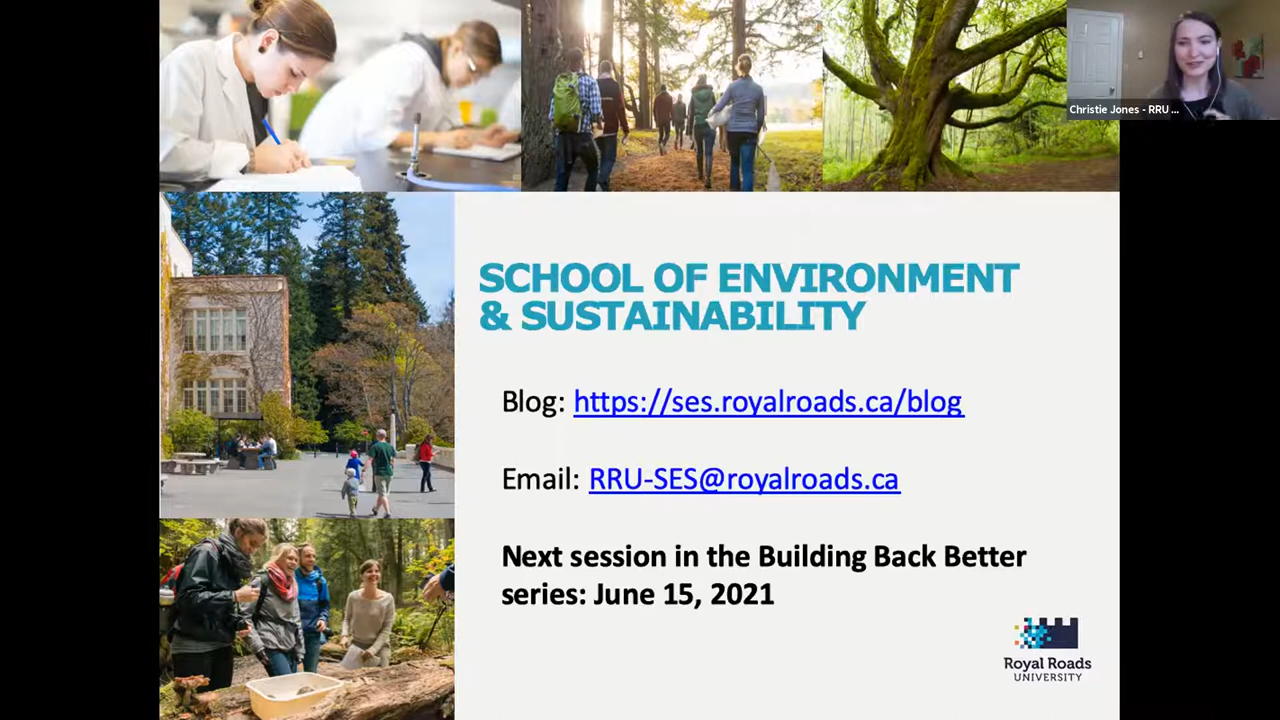 Christie Jones - RRU ...
SCHOOL OF ENVIRONMENT
& SUSTAINABILITY
Blog: https://ses.royalroads.ca/blog
Email: RRU-SES@royalroads.ca
Next session in the Building Back Better
series: June 15, 2021
Royal Roads
UNIVERSITY